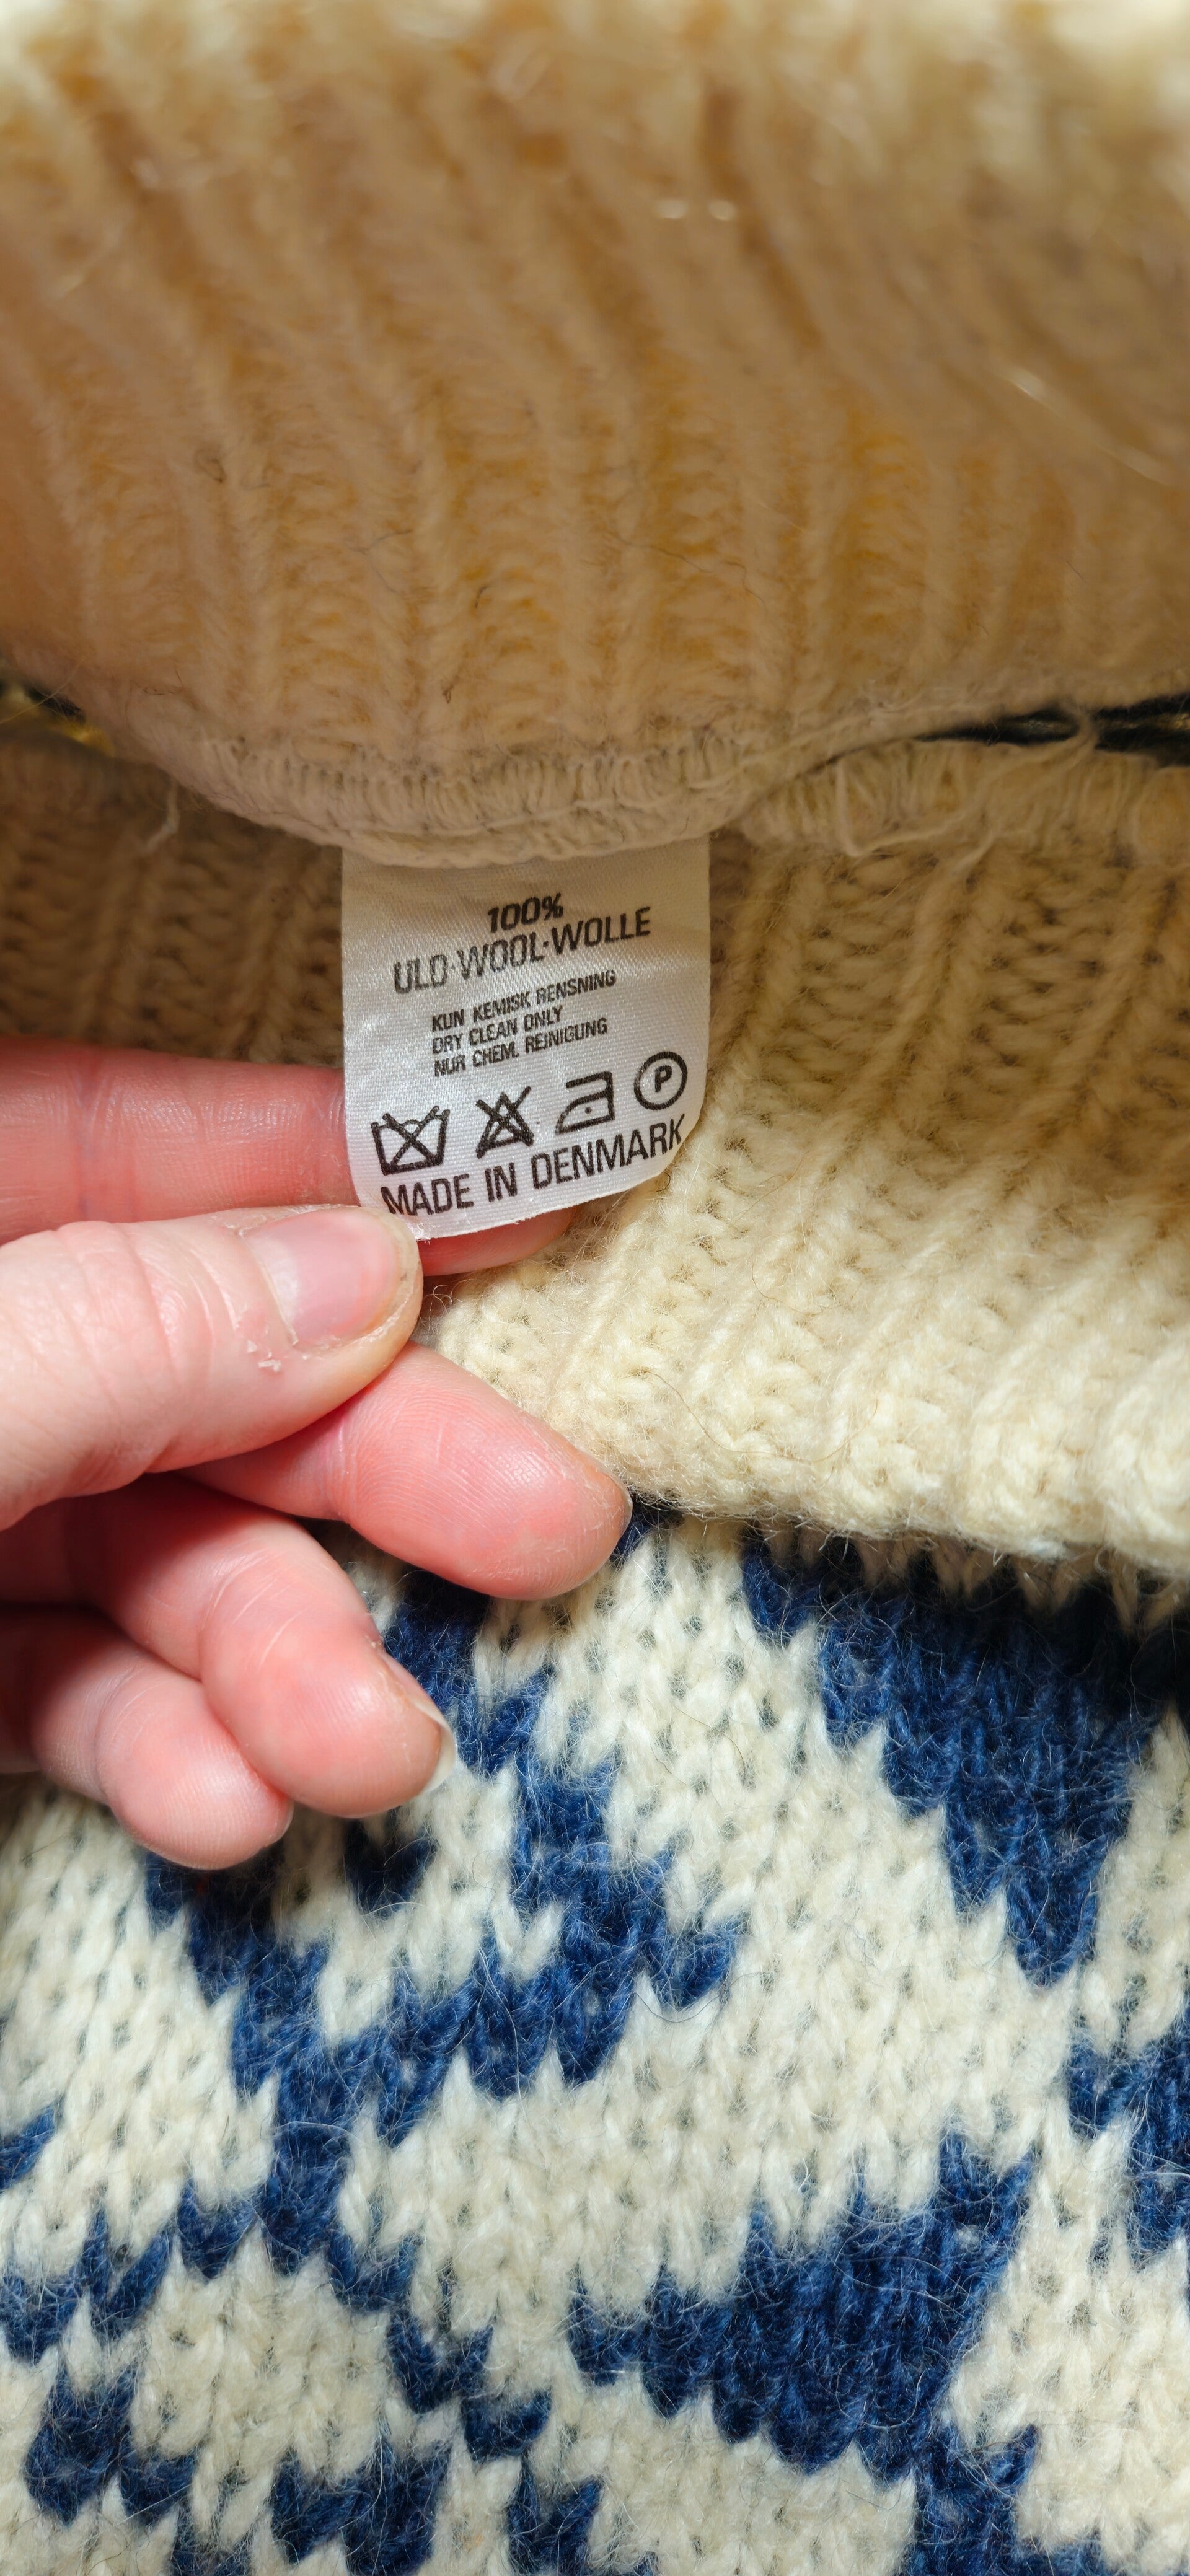 100%
ULD·WOOL·WOLLE
KUN KEMISK RENSNING
DRY CLEAN ONLY
NUR CHEM. REINIGUNG
P
MADE IN DENMARK